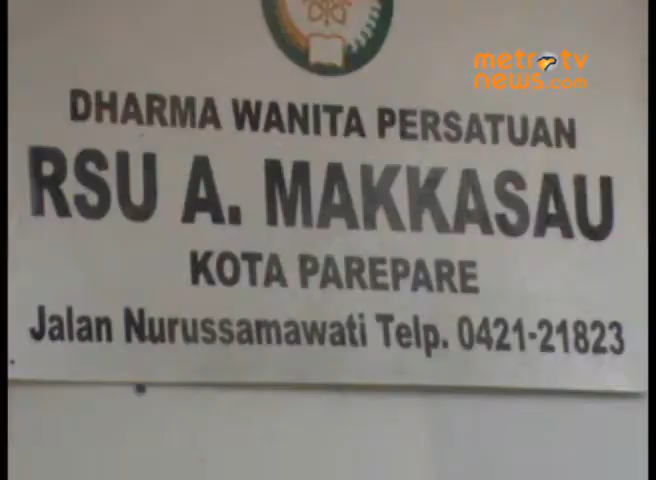 metrotv
news.com
DHARMA WANITA PERSATUAN
RSU A. MAKKASAU
KOTA PAREPARE
Jalan Nurussamawati Telp. 0421-21823